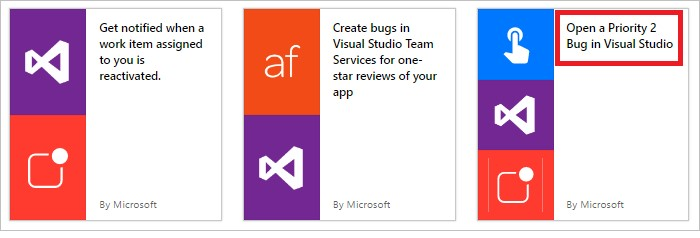 Get notified when a
work item assigned
to you is
reactivated.
By Microsoft
af
Create bugs in
Visual Studio Team
Services for one-
star reviews of your
app
By Microsoft
Open a Priority 2
Bug in Visual Studio
By Microsoft